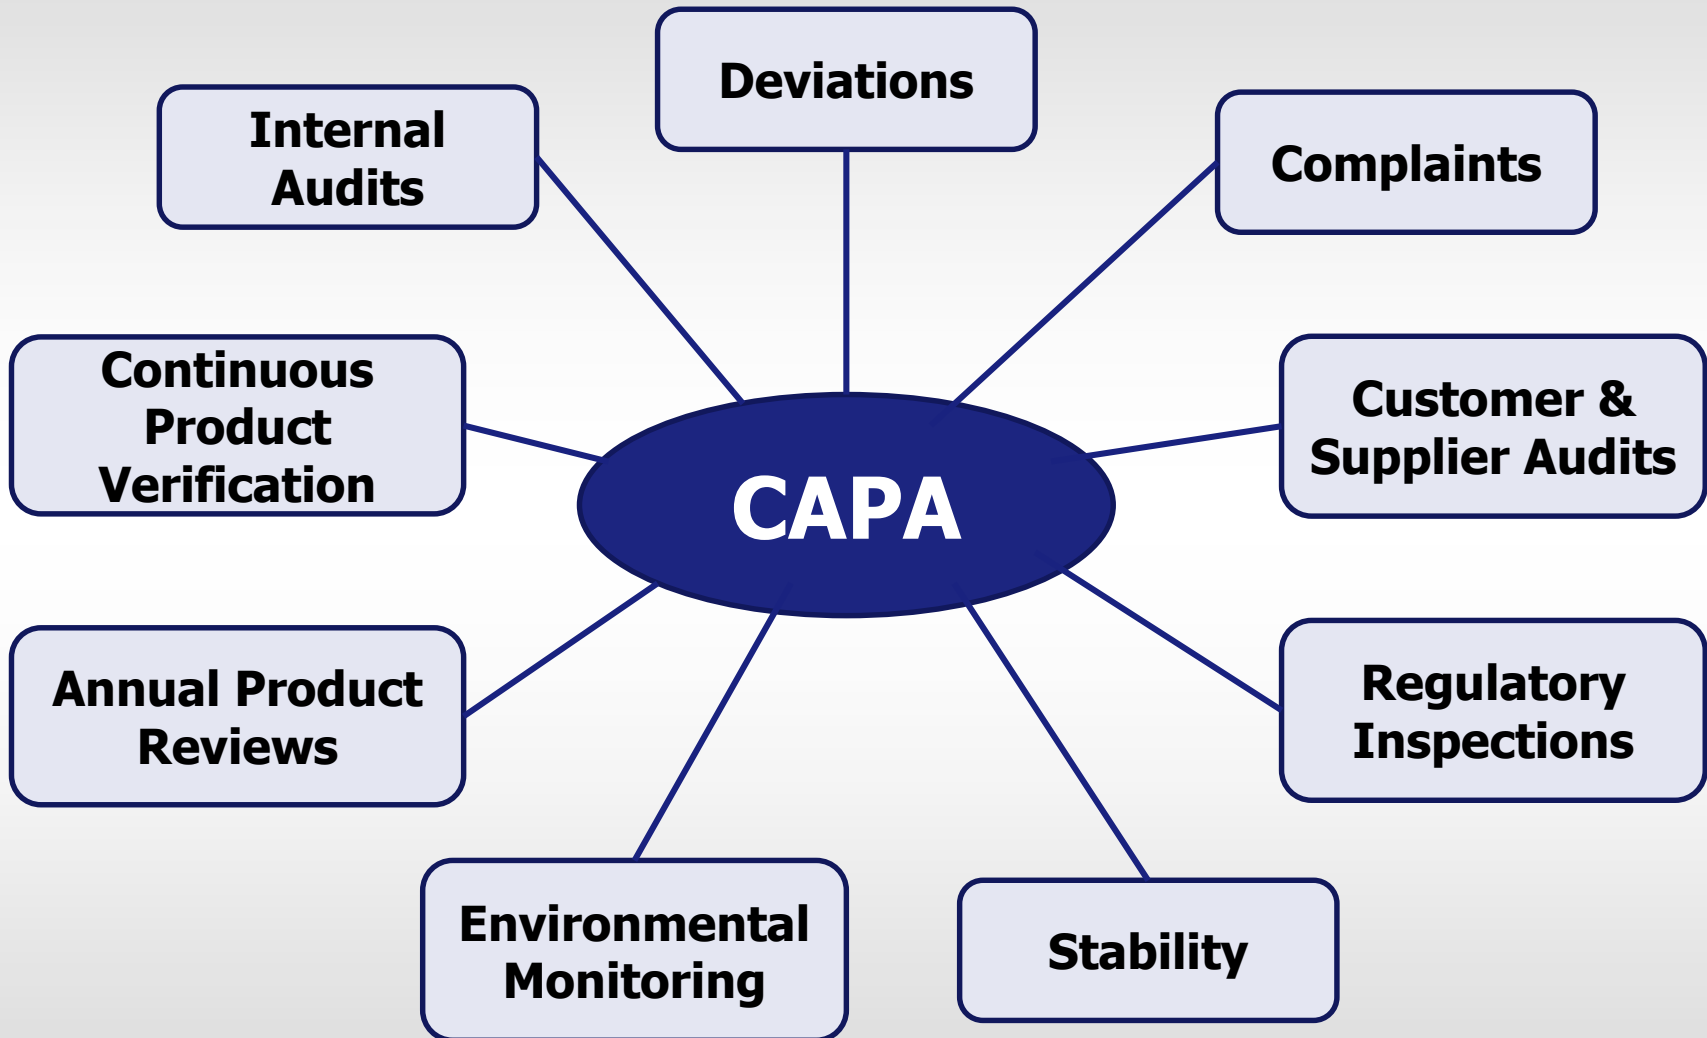 Deviations
Internal
Audits
Complaints
Continuous
Product
Verification
Customer &
Supplier Audits
CAPA
Annual Product
Reviews
Regulatory
Inspections
Environmental
Monitoring
Stability